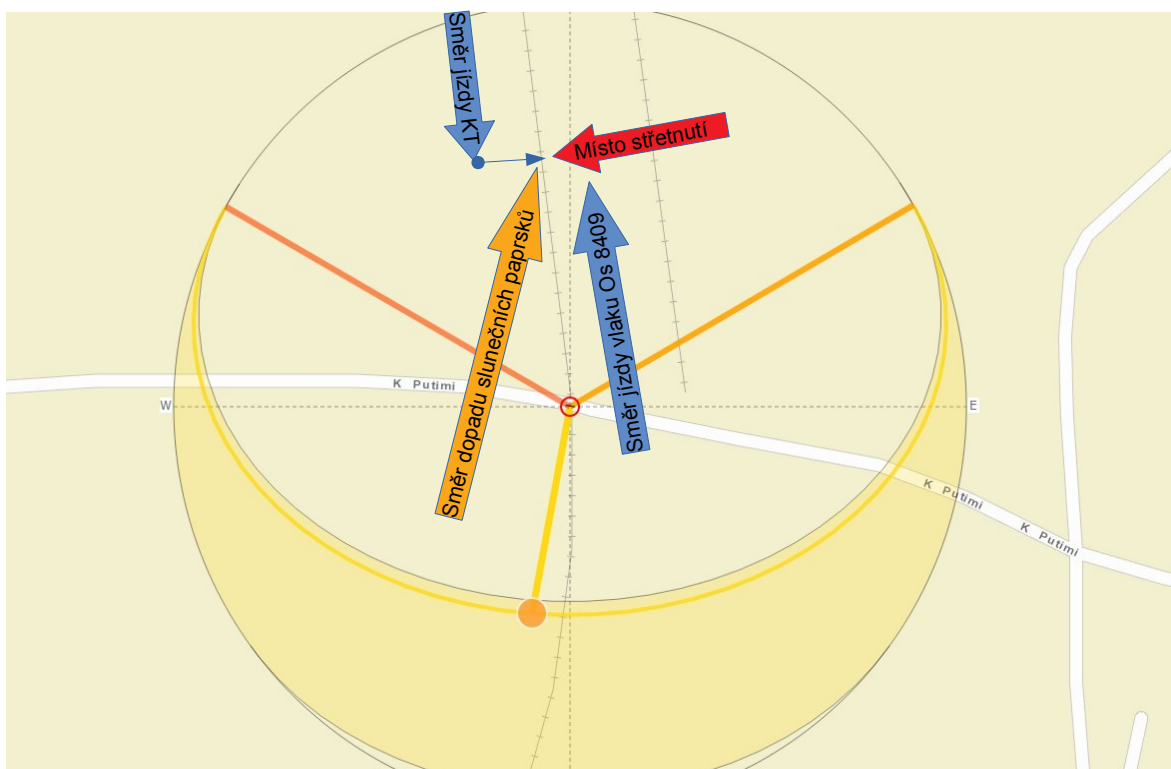 Směr jízdy KT
Místo střetnutí
Směr dopadu slunečních paprsků
Směr jízdy vlaku Os 8409
K Putimi
W
E
K Putimi
K Putimi